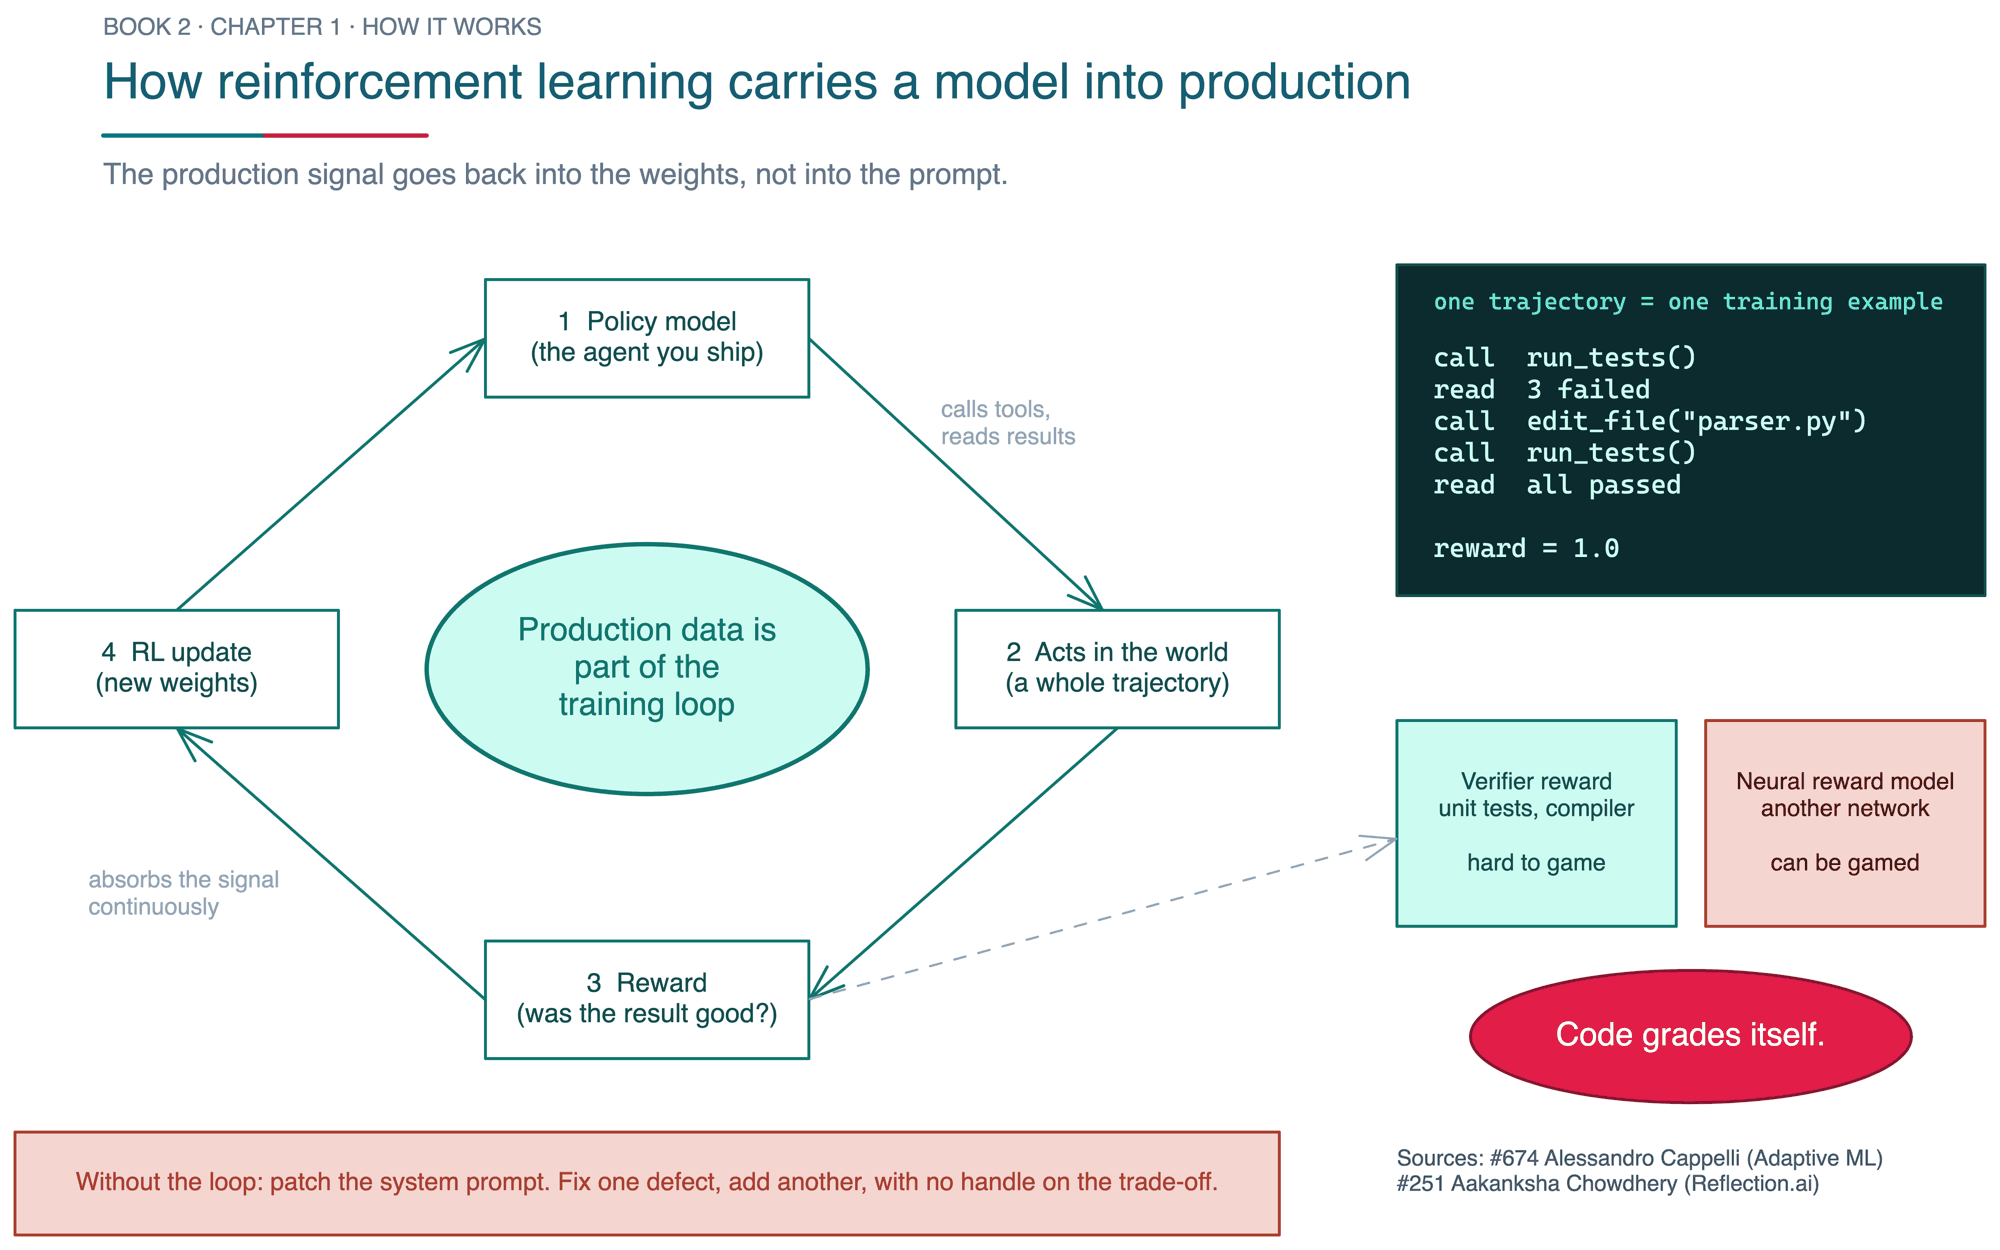 BOOK 2 · CHAPTER 1 · HOW IT WORKS
How reinforcement learning carries a model into production
The production signal goes back into the weights, not into the prompt.
1 Policy model
(the agent you ship)
calls tools,
reads results
2 Acts in the world
(a whole trajectory)
3 Reward
(was the result good?)
absorbs the signal
continuously
4 RL update
(new weights)
Production data is
part of the
training loop
one trajectory = one training example
call  run_tests()
read  3 failed
call  edit_file("parser.py")
call  run_tests()
read  all passed
reward = 1.0
Verifier reward
unit tests, compiler
hard to game
Neural reward model
another network
can be gamed
Code grades itself.
Without the loop: patch the system prompt. Fix one defect, add another, with no handle on the trade-off.
Sources: #674 Alessandro Cappelli (Adaptive ML)
#251 Aakanksha Chowdhery (Reflection.ai)